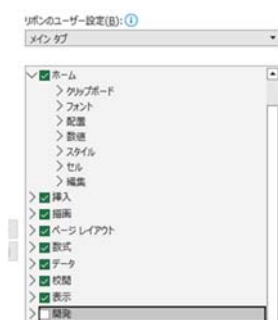 リボンのユーザー設定(B):
メイン タブ
ホーム
クリップボード
フォント
配置
数値
スタイル
セル
編集
挿入
描画
ページ レイアウト
数式
データ
校閲
表示
開発